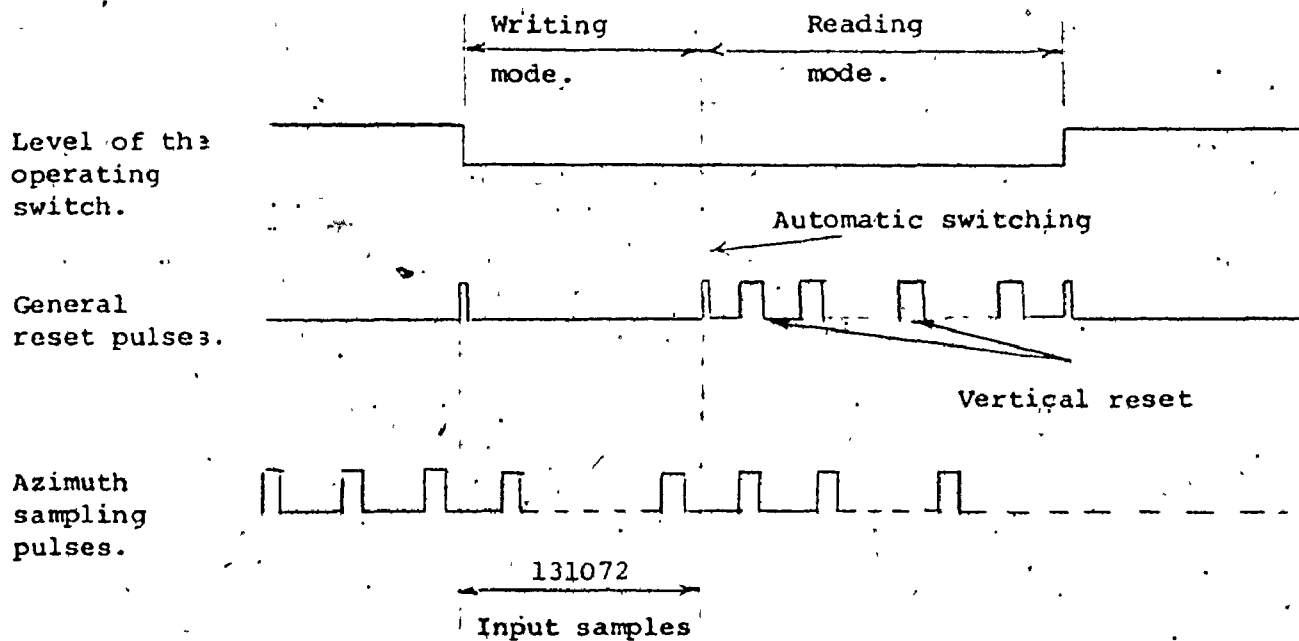 Writing
mode.
Reading
mode.
Level of the
operating
switch.
Automatic switching
General
reset pulses.
Vertical reset
Azimuth
sampling
pulses.
131072
Input samples